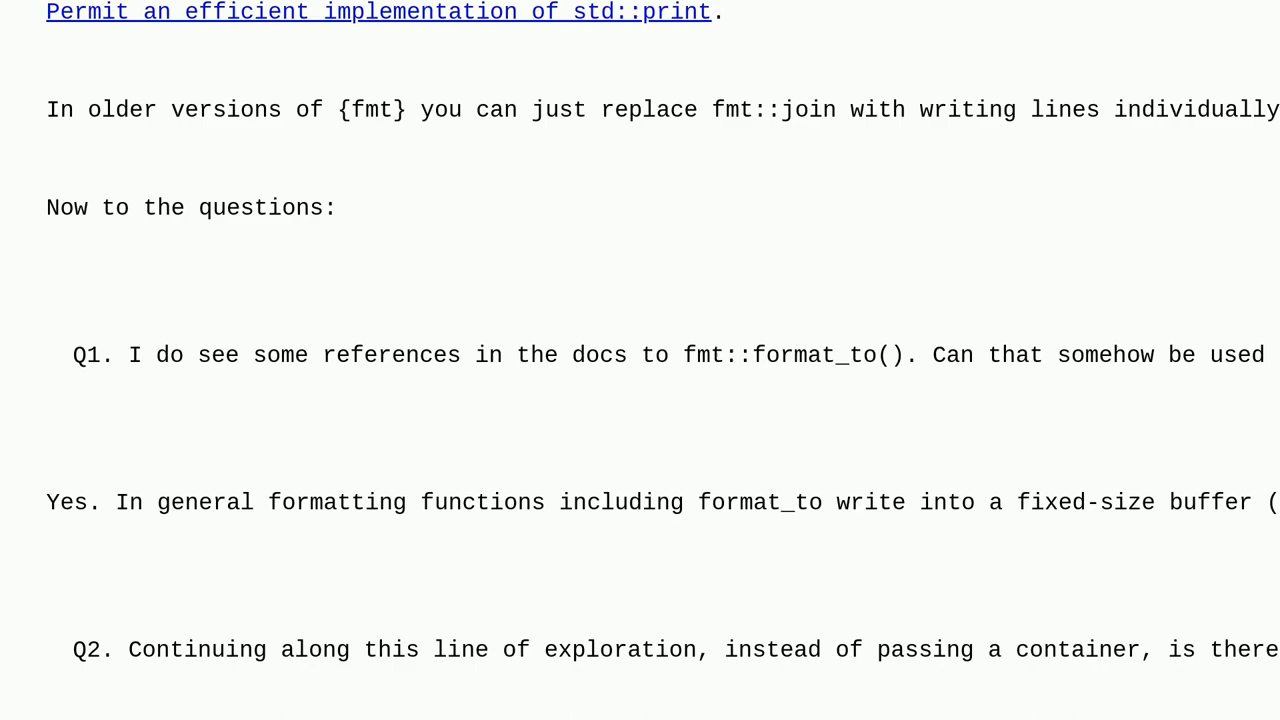 Permit an efficient implementation of std::print.
In older versions of {fmt} you can just replace fmt::join with writing lines individually
Now to the questions:
Q1. I do see some references in the docs to fmt::format_to(). Can that somehow be used
Yes. In general formatting functions including format_to write into a fixed-size buffer (
Q2. Continuing along this line of exploration, instead of passing a container, is there